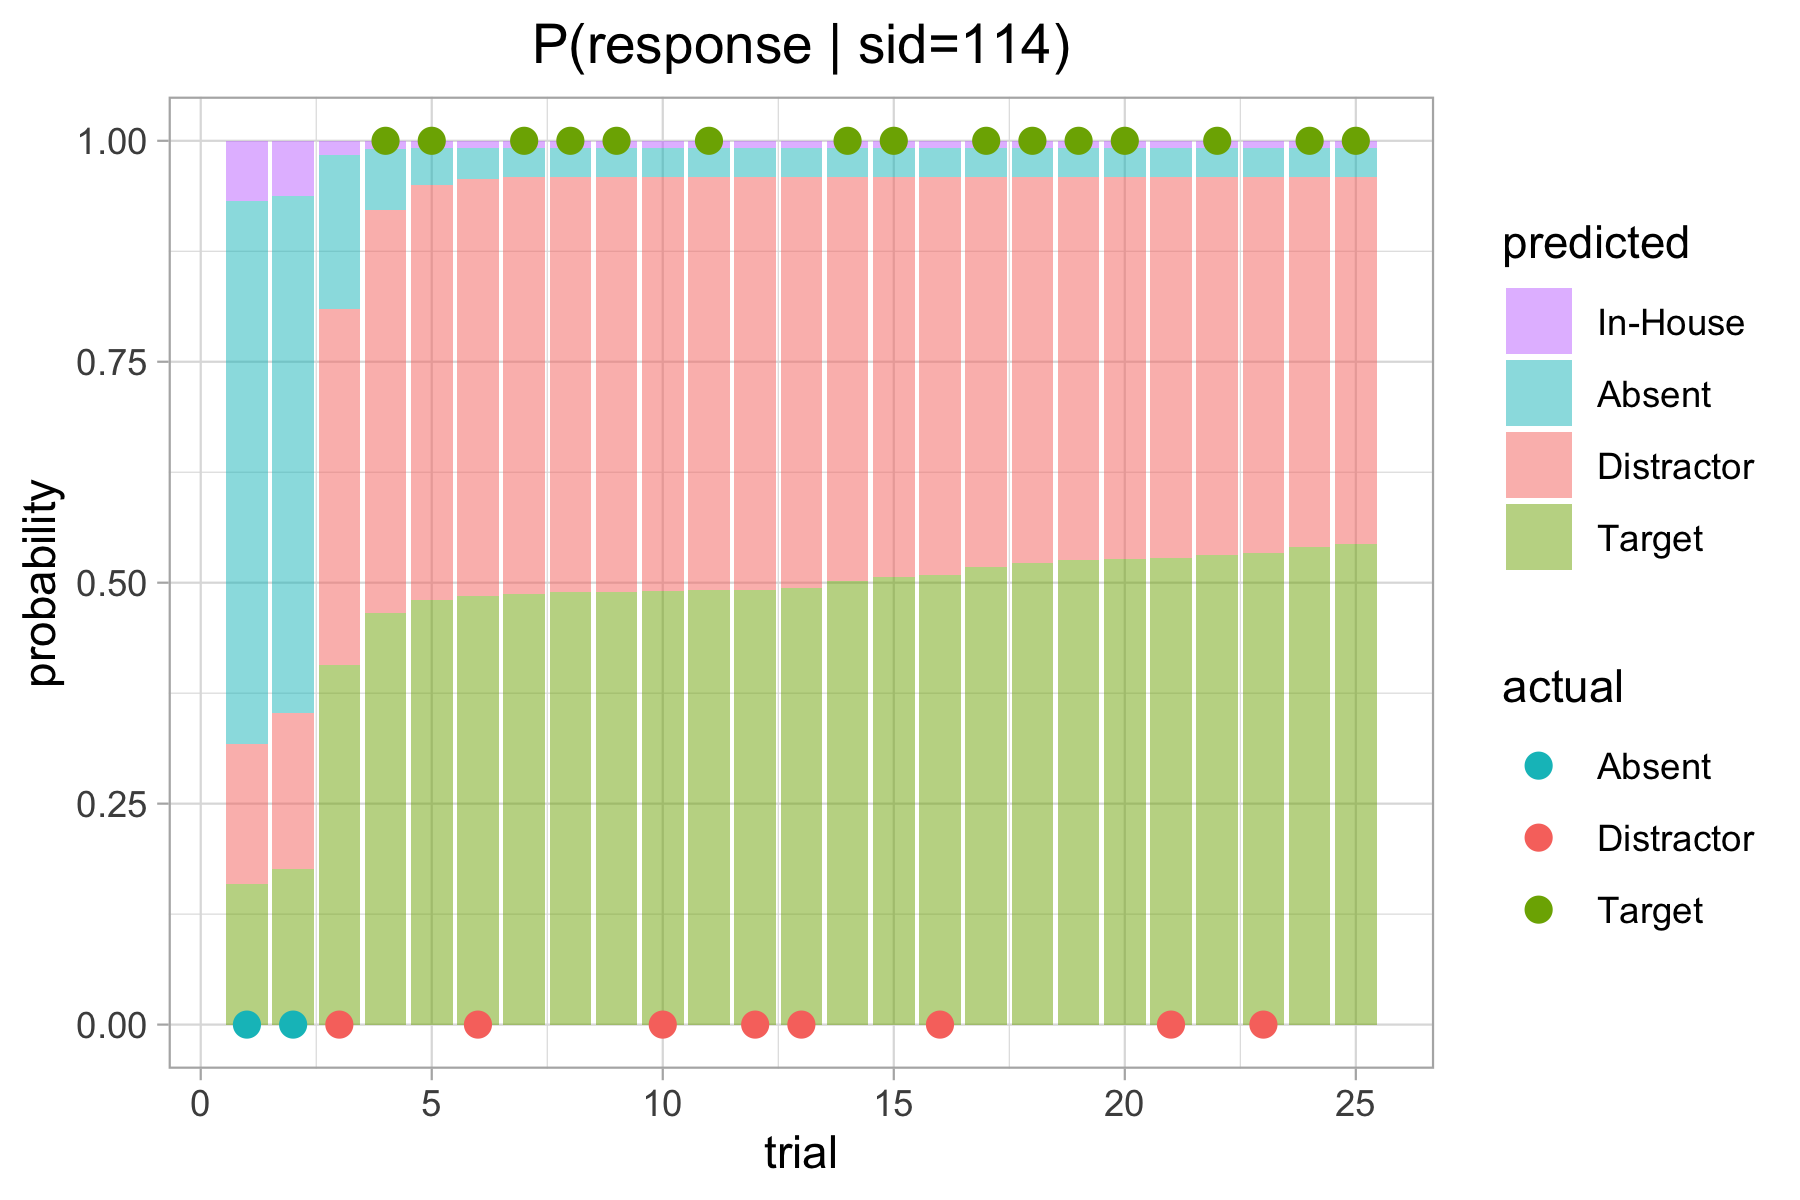 P(response | sid=114)
1.00
0.75
0.50
0.25
0.00
probability
0 5 10 15 20 25
trial
predicted
In-House
Absent
Distractor
Target
actual
Absent
Distractor
Target